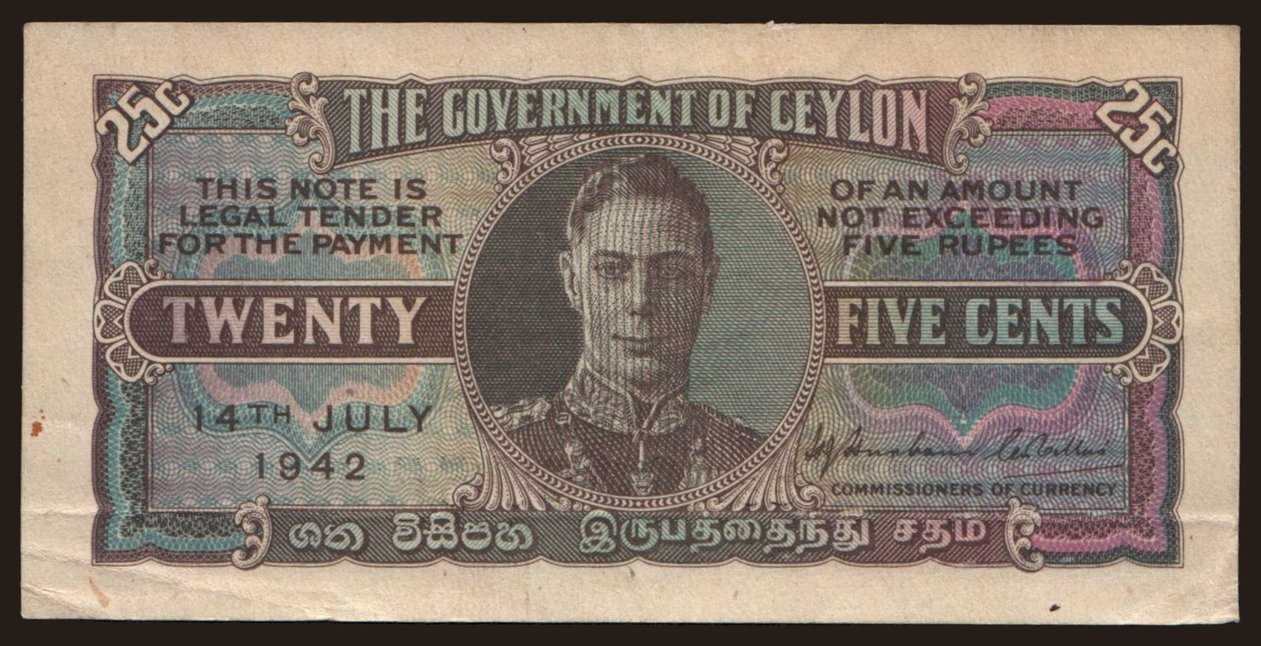 25C
THE GOVERNMENT OF CEYLON
25C
THIS NOTE IS
LEGAL TENDER
FOR THE PAYMENT
OF AN AMOUNT
NOT EXCEEDING
FIVE RUPEES
TWENTY
FIVE CENTS
14TH JULY
1942
COMMISSIONERS OF CURRENCY
ශත විසිපහ இருபத்தைந்து சதம்